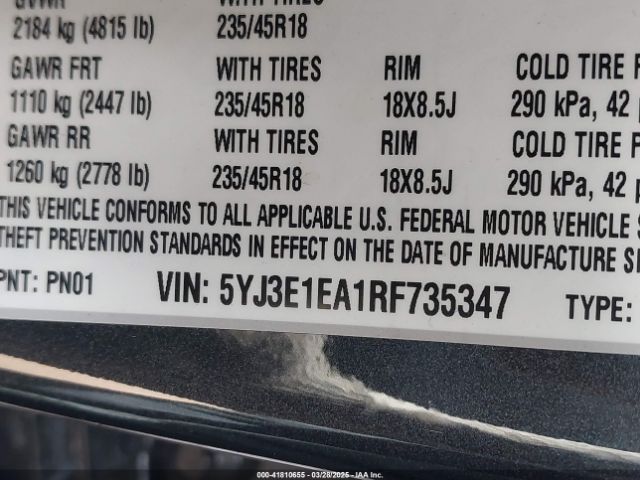 GVWR WITH TIRES
2184 kg (4815 lb) 235/45R18
GAWR FRT WITH TIRES RIM COLD TIRE
1110 kg (2447 lb) 235/45R18 18X8.5J 290 kPa, 42
GAWR RR WITH TIRES RIM COLD TIRE
1260 kg (2778 lb) 235/45R18 18X8.5J 290 kPa, 42
THIS VEHICLE CONFORMS TO ALL APPLICABLE U.S. FEDERAL MOTOR VEHICLE S
THEFT PREVENTION STANDARDS IN EFFECT ON THE DATE OF MANUFACTURE
PNT: PN01 VIN: 5YJ3E1EA1RF735347 TYPE:
000-41810655 - 03/28/2025 - IAA Inc.